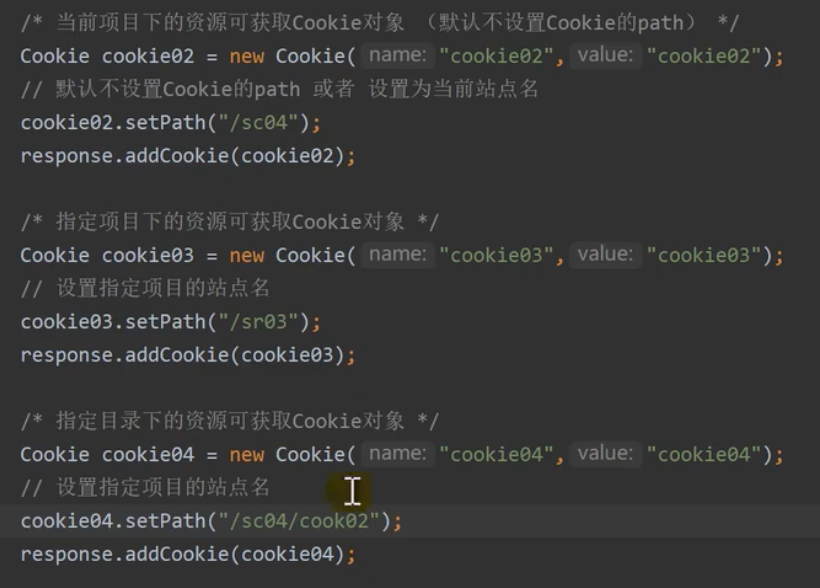 /* 当前项目下的资源可获取Cookie对象 （默认不设置Cookie的path） */
Cookie cookie02 = new Cookie( name: "cookie02", value: "cookie02");
// 默认不设置Cookie的path 或者 设置为当前站点名
cookie02.setPath("/sc04");
response.addCookie(cookie02);
/* 指定项目下的资源可获取Cookie对象 */
Cookie cookie03 = new Cookie( name: "cookie03", value: "cookie03");
// 设置指定项目的站点名
cookie03.setPath("/sr03");
response.addCookie(cookie03);
/* 指定目录下的资源可获取Cookie对象 */
Cookie cookie04 = new Cookie( name: "cookie04", value: "cookie04");
// 设置指定项目的站点名
cookie04.setPath("/sc04/cook02");
response.addCookie(cookie04);